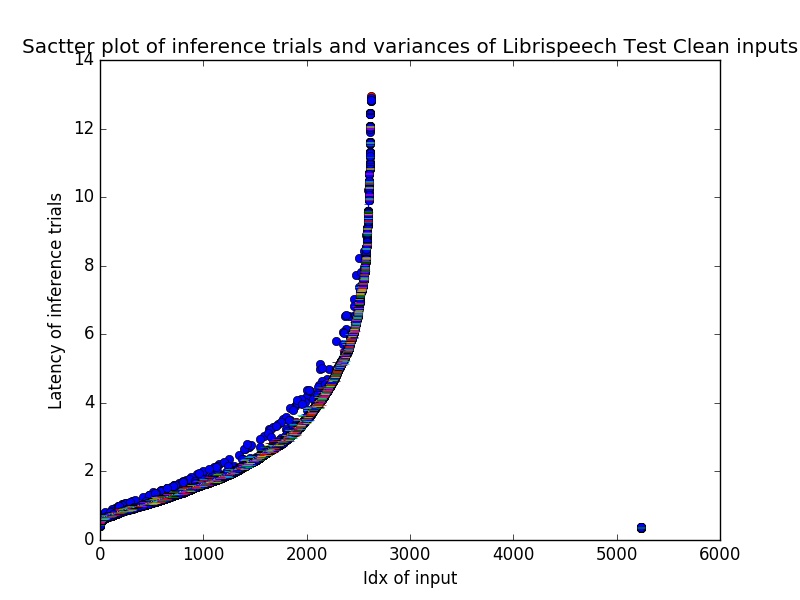 Sactter plot of inference trials and variances of Librispeech Test Clean inputs
14
12
10
8
6
4
2
0
Latency of inference trials
0 1000 2000 3000 4000 5000 6000
Idx of input